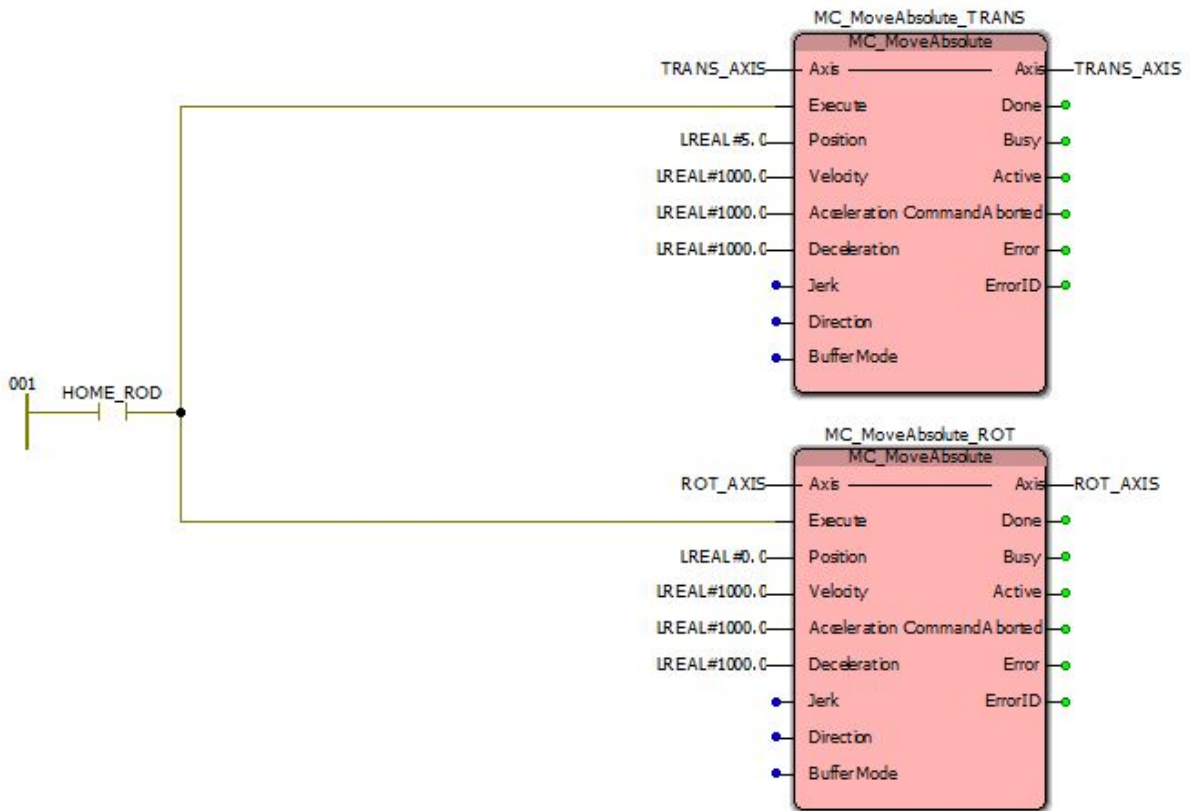 MC_MoveAbsolute_TRANS
MC_MoveAbsolute
TRANS_AXIS Axis Axis TRANS_AXIS
Execute Done
LREAL#5.0 Position Busy
LREAL#1000.0 Velocity Active
LREAL#1000.0 Acceleration CommandAborted
LREAL#1000.0 Deceleration Error
Jerk ErrorID
Direction
BufferMode
001 HOME_ROD
MC_MoveAbsolute_ROT
MC_MoveAbsolute
ROT_AXIS Axis Axis ROT_AXIS
Execute Done
LREAL#0.0 Position Busy
LREAL#1000.0 Velocity Active
LREAL#1000.0 Acceleration CommandAborted
LREAL#1000.0 Deceleration Error
Jerk ErrorID
Direction
BufferMode